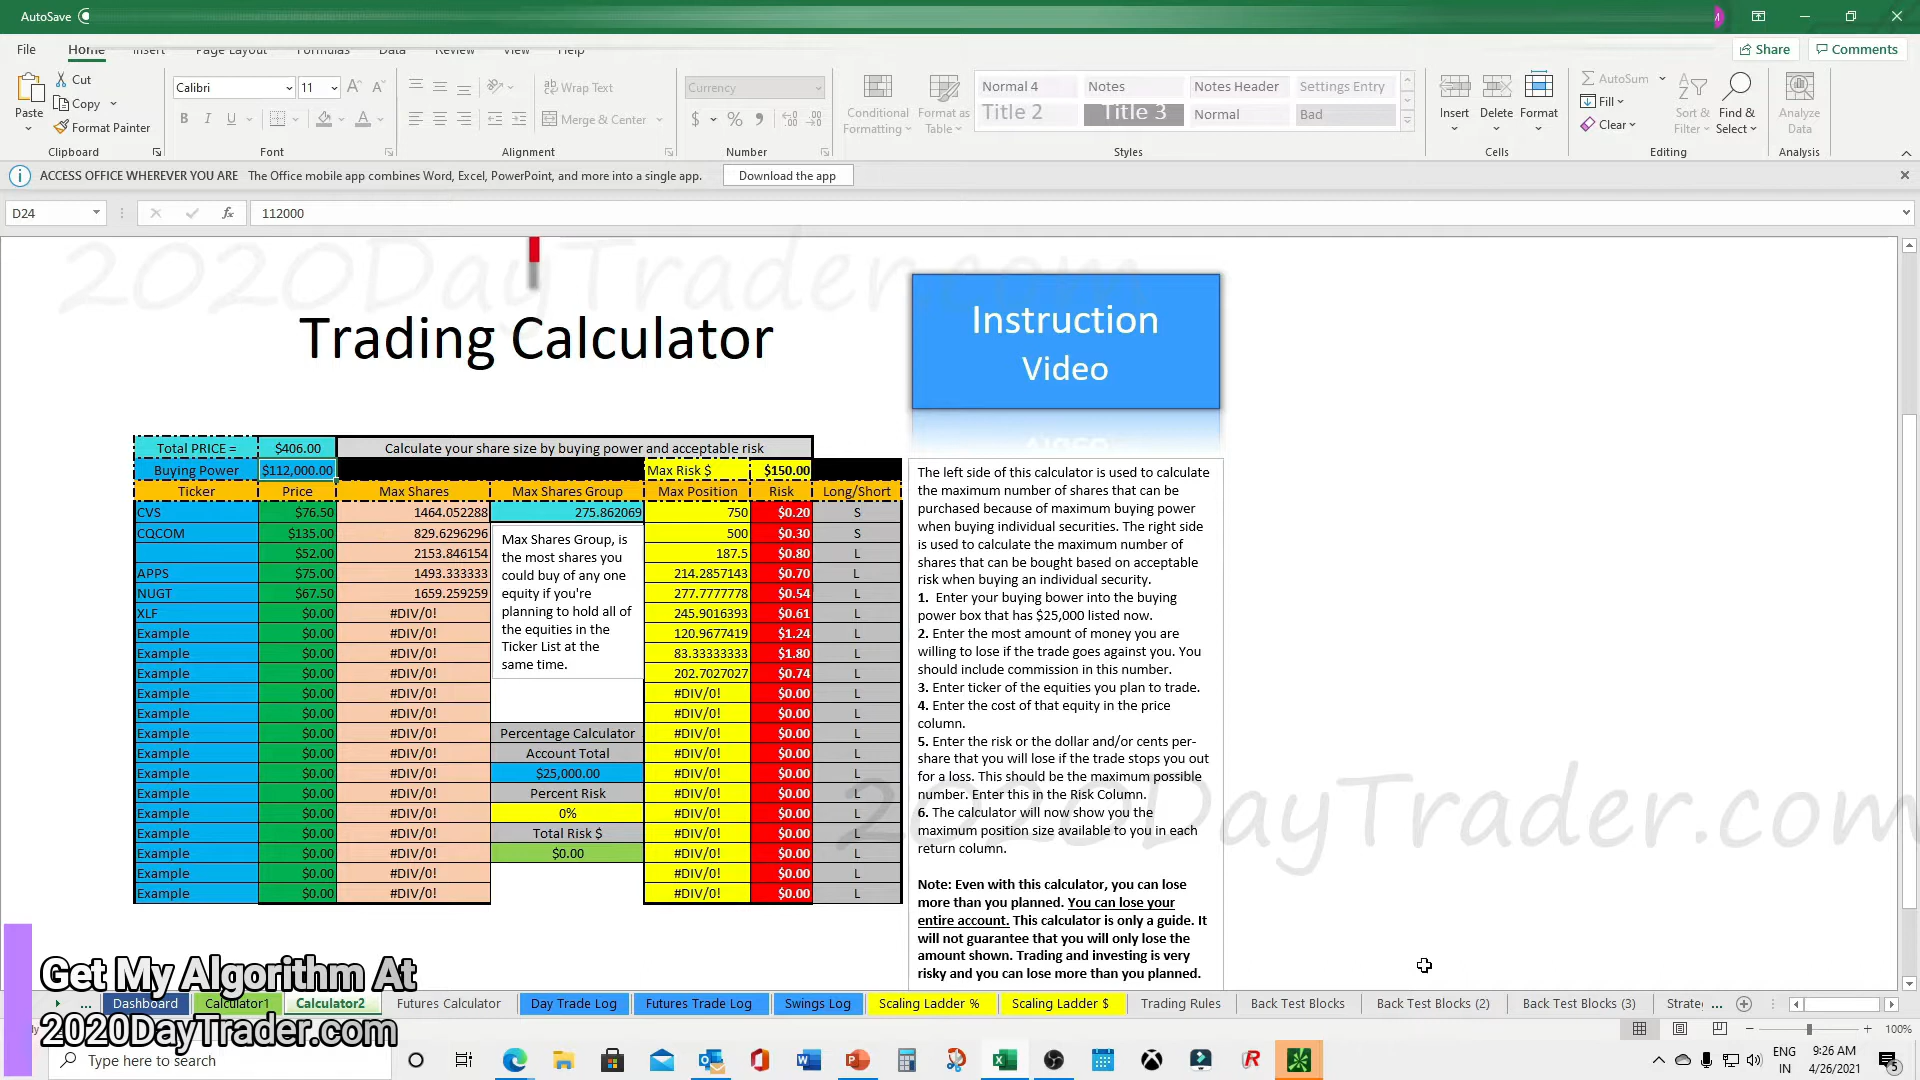 AutoSave
File Home Insert Page Layout Formulas Data Review View Help
Share Comments
Paste
Cut
Copy
Format Painter
Clipboard
Calibri 11
B I U
Font
Wrap Text
Merge & Center
Alignment
Currency
$ % 9
Number
Conditional Formatting
Format as Table
Normal 4 Notes Notes Header Settings Entry
Title 2 Title 3 Normal Bad
Styles
Insert Delete Format
Cells
AutoSum
Fill
Clear
Sort & Filter
Find & Select
Editing
Analyze Data
Analysis
ACCESS OFFICE WHEREVER YOU ARE The Office mobile app combines Word, Excel, PowerPoint, and more into a single app. Download the app
D24 fx 112000
2020DayTrader.com
Trading Calculator
Instruction
Video
Total PRICE = $406.00 Calculate your share size by buying power and acceptable risk
Buying Power $112,000.00 Max Risk $ $150.00
Ticker Price Max Shares Max Shares Group Max Position Risk Long/Short
CVS $76.50 1464.052288 275.862069 750 $0.20 S
CQCOM $135.00 829.6296296 500 $0.30 S
$52.00 2153.846154 187.5 $0.80 L
APPS $75.00 1493.333333 214.2857143 $0.70 L
NUGT $67.50 1659.259259 277.7777778 $0.54 L
XLF $0.00 #DIV/0! 245.9016393 $0.61 L
Example $0.00 #DIV/0! 120.9677419 $1.24 L
Example $0.00 #DIV/0! 83.33333333 $1.80 L
Example $0.00 #DIV/0! 202.7027027 $0.74 L
Example $0.00 #DIV/0! #DIV/0! $0.00 L
Example $0.00 #DIV/0! #DIV/0! $0.00 L
Example $0.00 #DIV/0! Percentage Calculator #DIV/0! $0.00 L
Example $0.00 #DIV/0! Account Total #DIV/0! $0.00 L
Example $0.00 #DIV/0! $25,000.00 #DIV/0! $0.00 L
Example $0.00 #DIV/0! Percent Risk #DIV/0! $0.00 L
Example $0.00 #DIV/0! 0% #DIV/0! $0.00 L
Example $0.00 #DIV/0! Total Risk $ #DIV/0! $0.00 L
Example $0.00 #DIV/0! $0.00 #DIV/0! $0.00 L
Example $0.00 #DIV/0! #DIV/0! $0.00 L
Example $0.00 #DIV/0! #DIV/0! $0.00 L
Max Shares Group, is
the most shares you
could buy of any one
equity if you're
planning to hold all of
the equities in the
Ticker List at the
same time.
The left side of this calculator is used to calculate
the maximum number of shares that can be
purchased because of maximum buying power
when buying individual securities. The right side
is used to calculate the maximum number of
shares that can be bought based on acceptable
risk when buying an individual security.
1. Enter your buying bower into the buying
power box that has $25,000 listed now.
2. Enter the most amount of money you are
willing to lose if the trade goes against you. You
should include commission in this number.
3. Enter ticker of the equities you plan to trade.
4. Enter the cost of that equity in the price
column.
5. Enter the risk or the dollar and/or cents per-
share that you will lose if the trade stops you out
for a loss. This should be the maximum possible
number. Enter this in the Risk Column.
6. The calculator will now show you the
maximum position size available to you in each
return column.
Note: Even with this calculator, you can lose
more than you planned. You can lose your
entire account. This calculator is only a guide. It
will not guarantee that you will only lose the
amount shown. Trading and investing is very
risky and you can lose more than you planned.
2020DayTrader.com
Get My Algorithm At
2020DayTrader.com
... Dashboard Calculator1 Calculator2 Futures Calculator Day Trade Log Futures Trade Log Swings Log Scaling Ladder % Scaling Ladder $ Trading Rules Back Test Blocks Back Test Blocks (2) Back Test Blocks (3) Strate ...
100%
Type here to search
ENG
IN
9:26 AM
4/26/2021
5